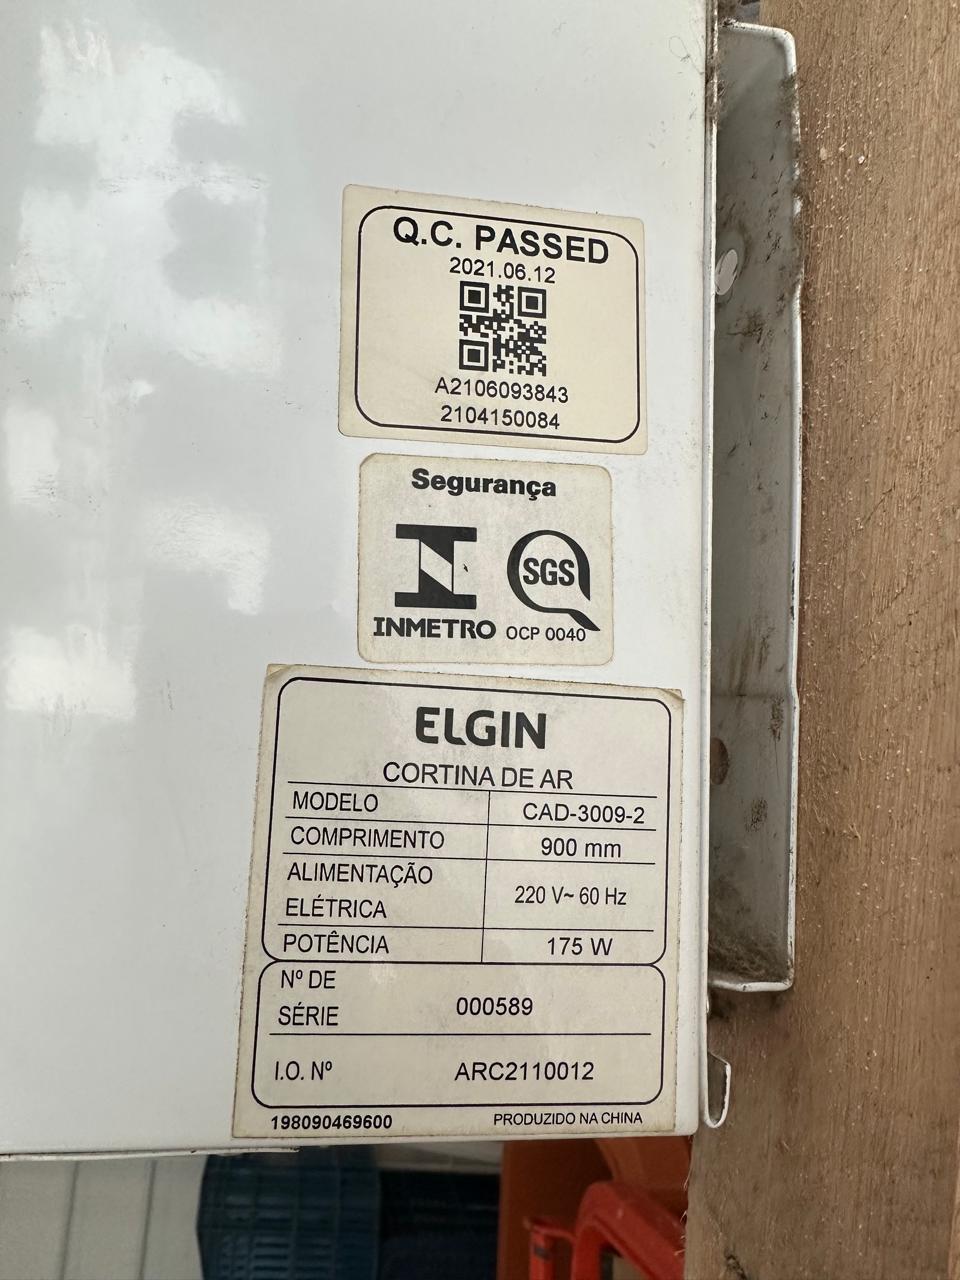 Q.C. PASSED
2021.06.12
A2106093843
2104150084
Segurança
SGS
INMETRO OCP 0040
ELGIN
CORTINA DE AR
MODELO CAD-3009-2
COMPRIMENTO 900 mm
ALIMENTAÇÃO
ELÉTRICA 220 V~ 60 Hz
POTÊNCIA 175 W
Nº DE
SÉRIE 000589
I.O. Nº ARC2110012
198090469600 PRODUZIDO NA CHINA